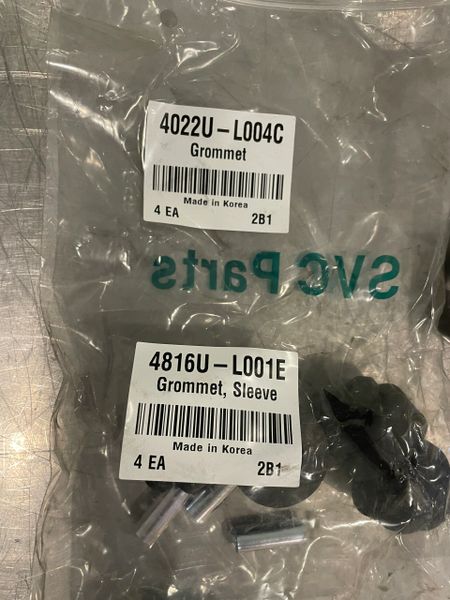 4022U-L004C
Grommet
Made in Korea
4 EA 2B1
SVC Parts
4816U-L001E
Grommet, Sleeve
Made in Korea
4 EA 2B1